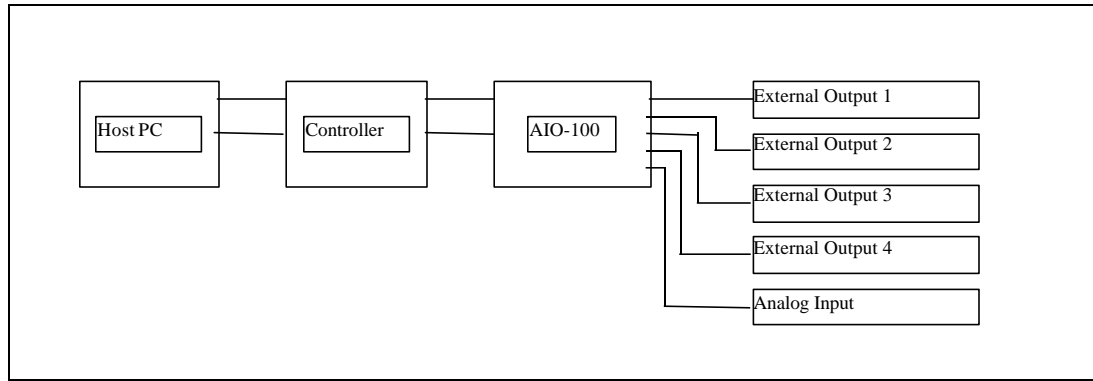 Host PC
Controller
AIO-100
External Output 1
External Output 2
External Output 3
External Output 4
Analog Input